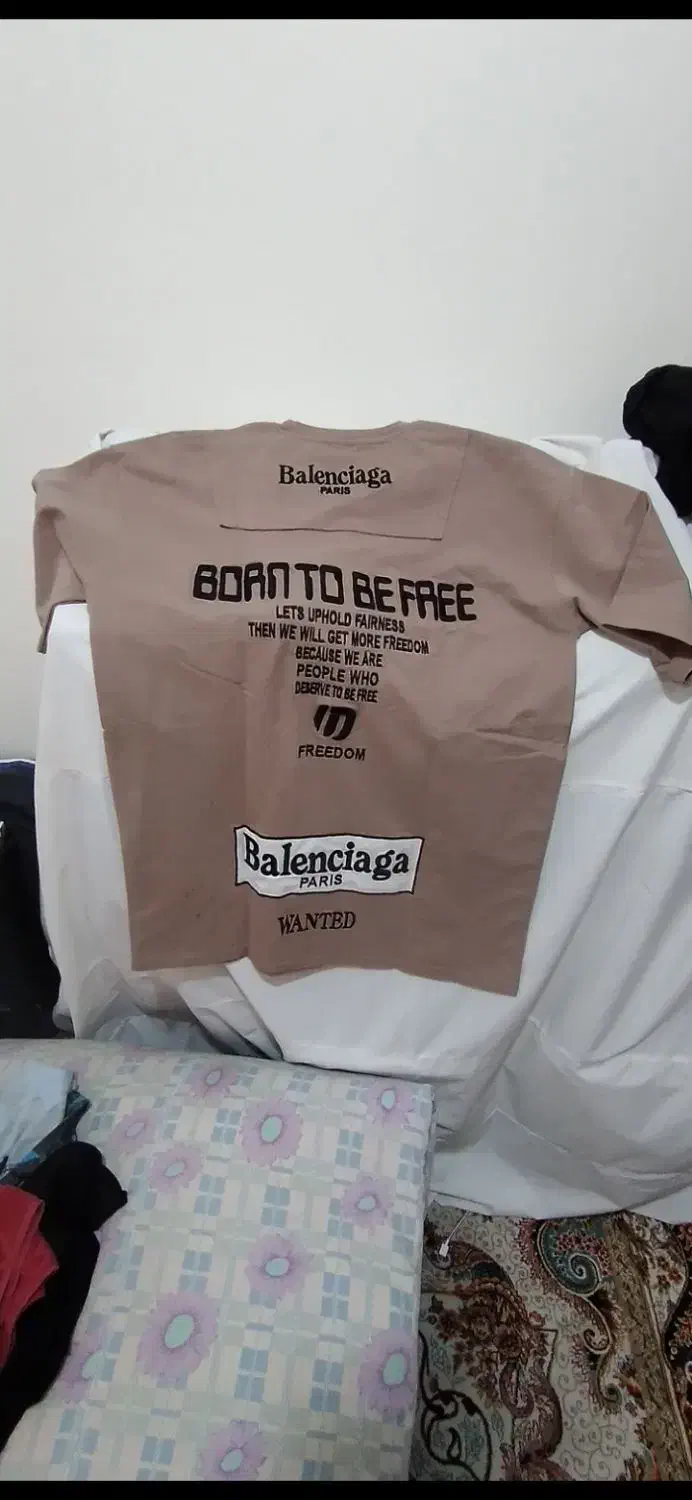 Balenciaga
PARIS
BORN TO BE FREE
LETS UPHOLD FAIRNESS
THEN WE WILL GET MORE FREEDOM
BECAUSE WE ARE
PEOPLE WHO
DESERVE TO BE FREE
FREEDOM
Balenciaga
PARIS
WANTED